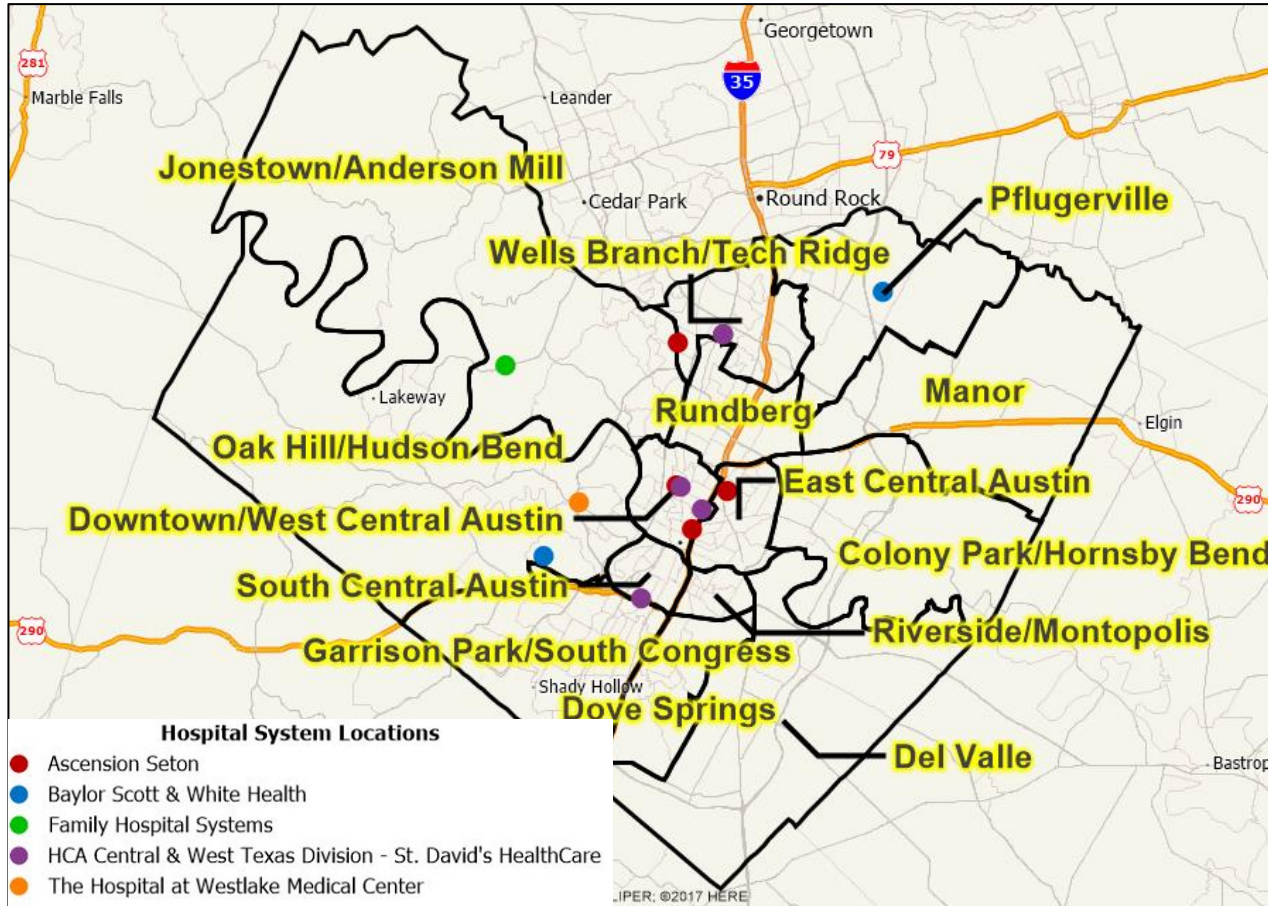 Georgetown
281
35
Marble Falls
Leander
79
Jonestown/Anderson Mill
Cedar Park
Round Rock
Pflugerville
Wells Branch/Tech Ridge
Lakeway
Rundberg
Manor
Elgin
Oak Hill/Hudson Bend
East Central Austin
290
Downtown/West Central Austin
Colony Park/Hornsby Bend
South Central Austin
290
Riverside/Montopolis
Garrison Park/South Congress
Shady Hollow
Dove Springs
Del Valle
Bastrop
Hospital System Locations
Ascension Seton
Baylor Scott & White Health
Family Hospital Systems
HCA Central & West Texas Division - St. David's HealthCare
The Hospital at Westlake Medical Center
LIPER; ©2017 HERE